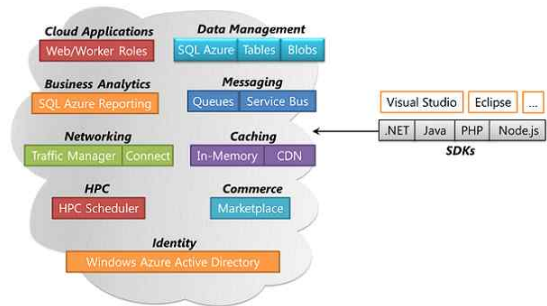 Cloud Applications
Web/Worker Roles
Data Management
SQL Azure Tables Blobs
Business Analytics
SQL Azure Reporting
Messaging
Queues Service Bus
Networking
Traffic Manager Connect
Caching
In-Memory CDN
HPC
HPC Scheduler
Commerce
Marketplace
Identity
Windows Azure Active Directory
Visual Studio Eclipse ...
.NET Java PHP Node.js
SDKs